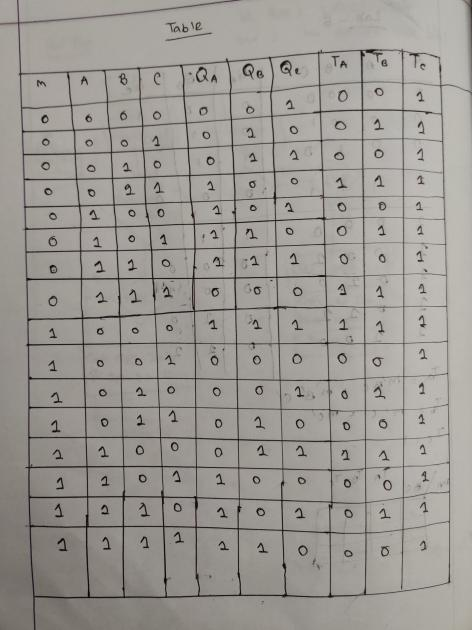 Table
M A B C QA QB QC TA TB TC
0 0 0 0 0 0 1 0 0 1
0 0 0 1 0 1 0 0 1 1
0 0 1 0 0 1 1 0 0 1
0 0 1 1 1 0 0 1 1 1
0 1 0 0 1 0 1 0 0 1
0 1 0 1 1 1 0 0 1 1
0 1 1 0 1 1 1 0 0 1
0 1 1 1 0 0 0 1 1 1
1 0 0 0 1 1 1 1 1 1
1 0 0 1 0 0 0 0 0 1
1 0 1 0 0 0 1 0 1 1
1 0 1 1 0 1 0 0 0 1
1 1 0 0 0 1 1 1 1 1
1 1 0 1 1 0 0 0 0 1
1 1 1 0 1 0 1 0 1 1
1 1 1 1 1 1 0 0 0 1